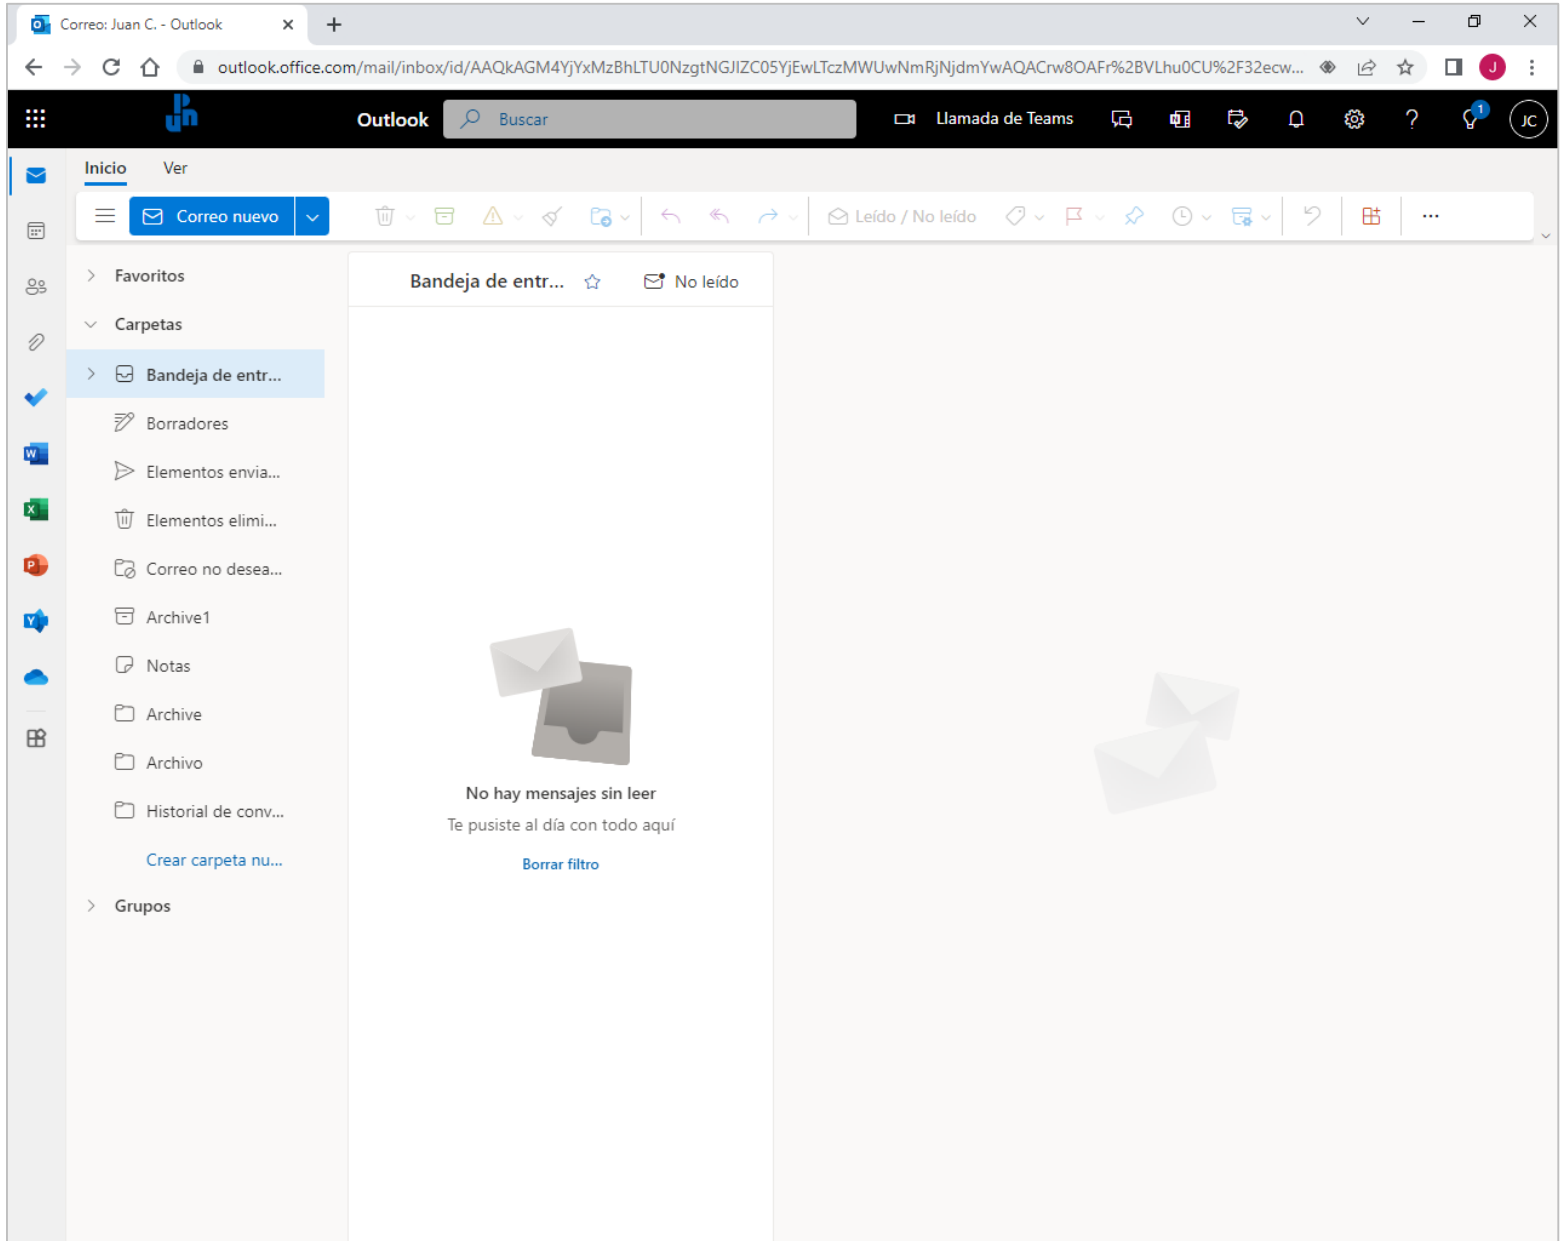 Correo: Juan C. - Outlook
outlook.office.com/mail/inbox/id/AAQkAGM4YjYxMzBhLTU0NzgtNGJlZC05YjEwLTczMWUwNmRjNjdmYwAQACrw8OAFr%2BVLhu0CU%2F32ecw...
J
Outlook
Buscar
Llamada de Teams
1
JC
Inicio
Ver
Correo nuevo
Leído / No leído
...
Favoritos
Carpetas
Bandeja de entr...
Borradores
Elementos envia...
Elementos elimi...
Correo no desea...
Archive1
Notas
Archive
Archivo
Historial de conv...
Crear carpeta nu...
Grupos
Bandeja de entr...
No leído
No hay mensajes sin leer
Te pusiste al día con todo aquí
Borrar filtro